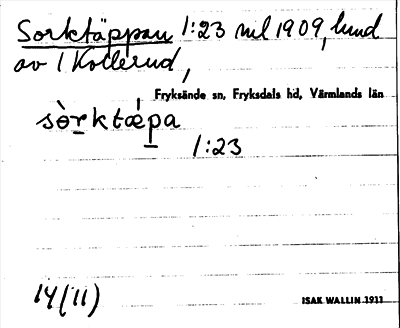 Sorktäppan 1:23 mil 1909, lund
av 1 Kollerud,
Fryksände sn, Fryksdals hd, Värmlands län
sòrktǽpa
1:23
14(11)
ISAK WALLIN 1911